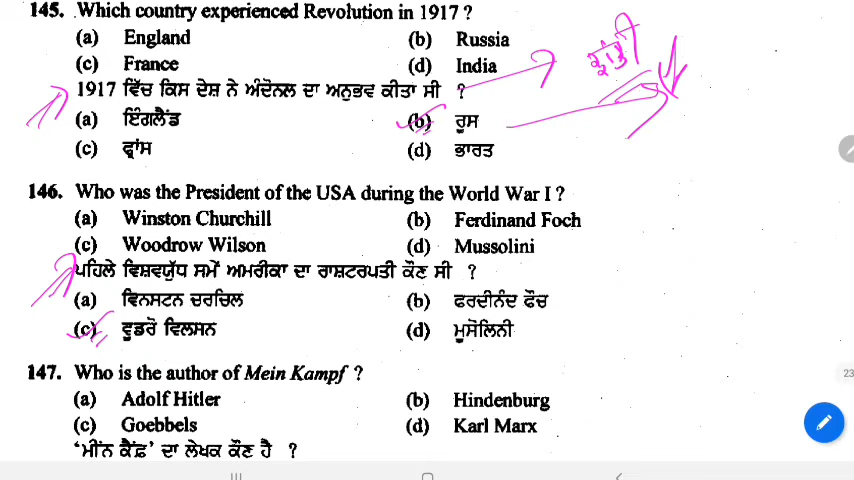 145. Which country experienced Revolution in 1917 ?
(a) England (b) Russia
(c) France (d) India
1917 ਵਿੱਚ ਕਿਸ ਦੇਸ਼ ਨੇ ਅੰਦੋਨਲ ਦਾ ਅਨੁਭਵ ਕੀਤਾ ਸੀ ?
(a) ਇੰਗਲੈਂਡ (b) ਰੂਸ
(c) ਫ੍ਰਾਂਸ (d) ਭਾਰਤ
146. Who was the President of the USA during the World War I ?
(a) Winston Churchill (b) Ferdinand Foch
(c) Woodrow Wilson (d) Mussolini
ਪਹਿਲੇ ਵਿਸ਼ਵਯੁੱਧ ਸਮੇਂ ਅਮਰੀਕਾ ਦਾ ਰਾਸ਼ਟਰਪਤੀ ਕੌਣ ਸੀ ?
(a) ਵਿਨਸਟਨ ਚਰਚਿਲ (b) ਫਰਦੀਨੰਦ ਫੌਚ
(c) ਵੂਡਰੋ ਵਿਲਸਨ (d) ਮੂਸੋਲਿਨੀ
147. Who is the author of Mein Kampf ?
(a) Adolf Hitler (b) Hindenburg
(c) Goebbels (d) Karl Marx
‘ਮੀਂਨ ਕੈਂਫ਼’ ਦਾ ਲੇਖਕ ਕੌਣ ਹੈ ?
23